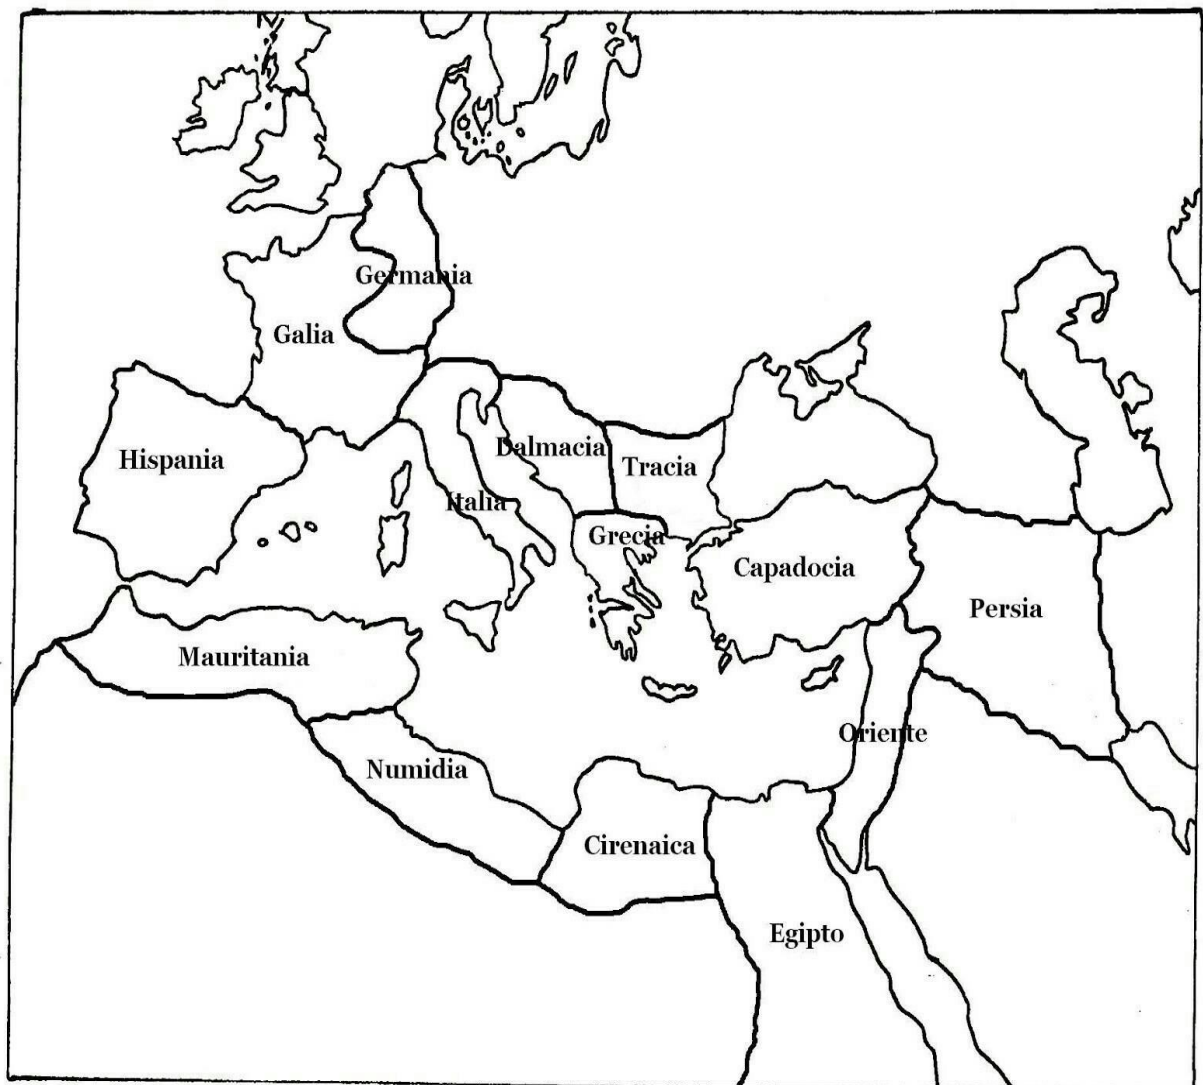 Germania
Galia
Hispania
Dalmacia
Tracia
Italia
Grecia
Capadocia
Persia
Mauritania
Oriente
Numidia
Cirenaica
Egipto